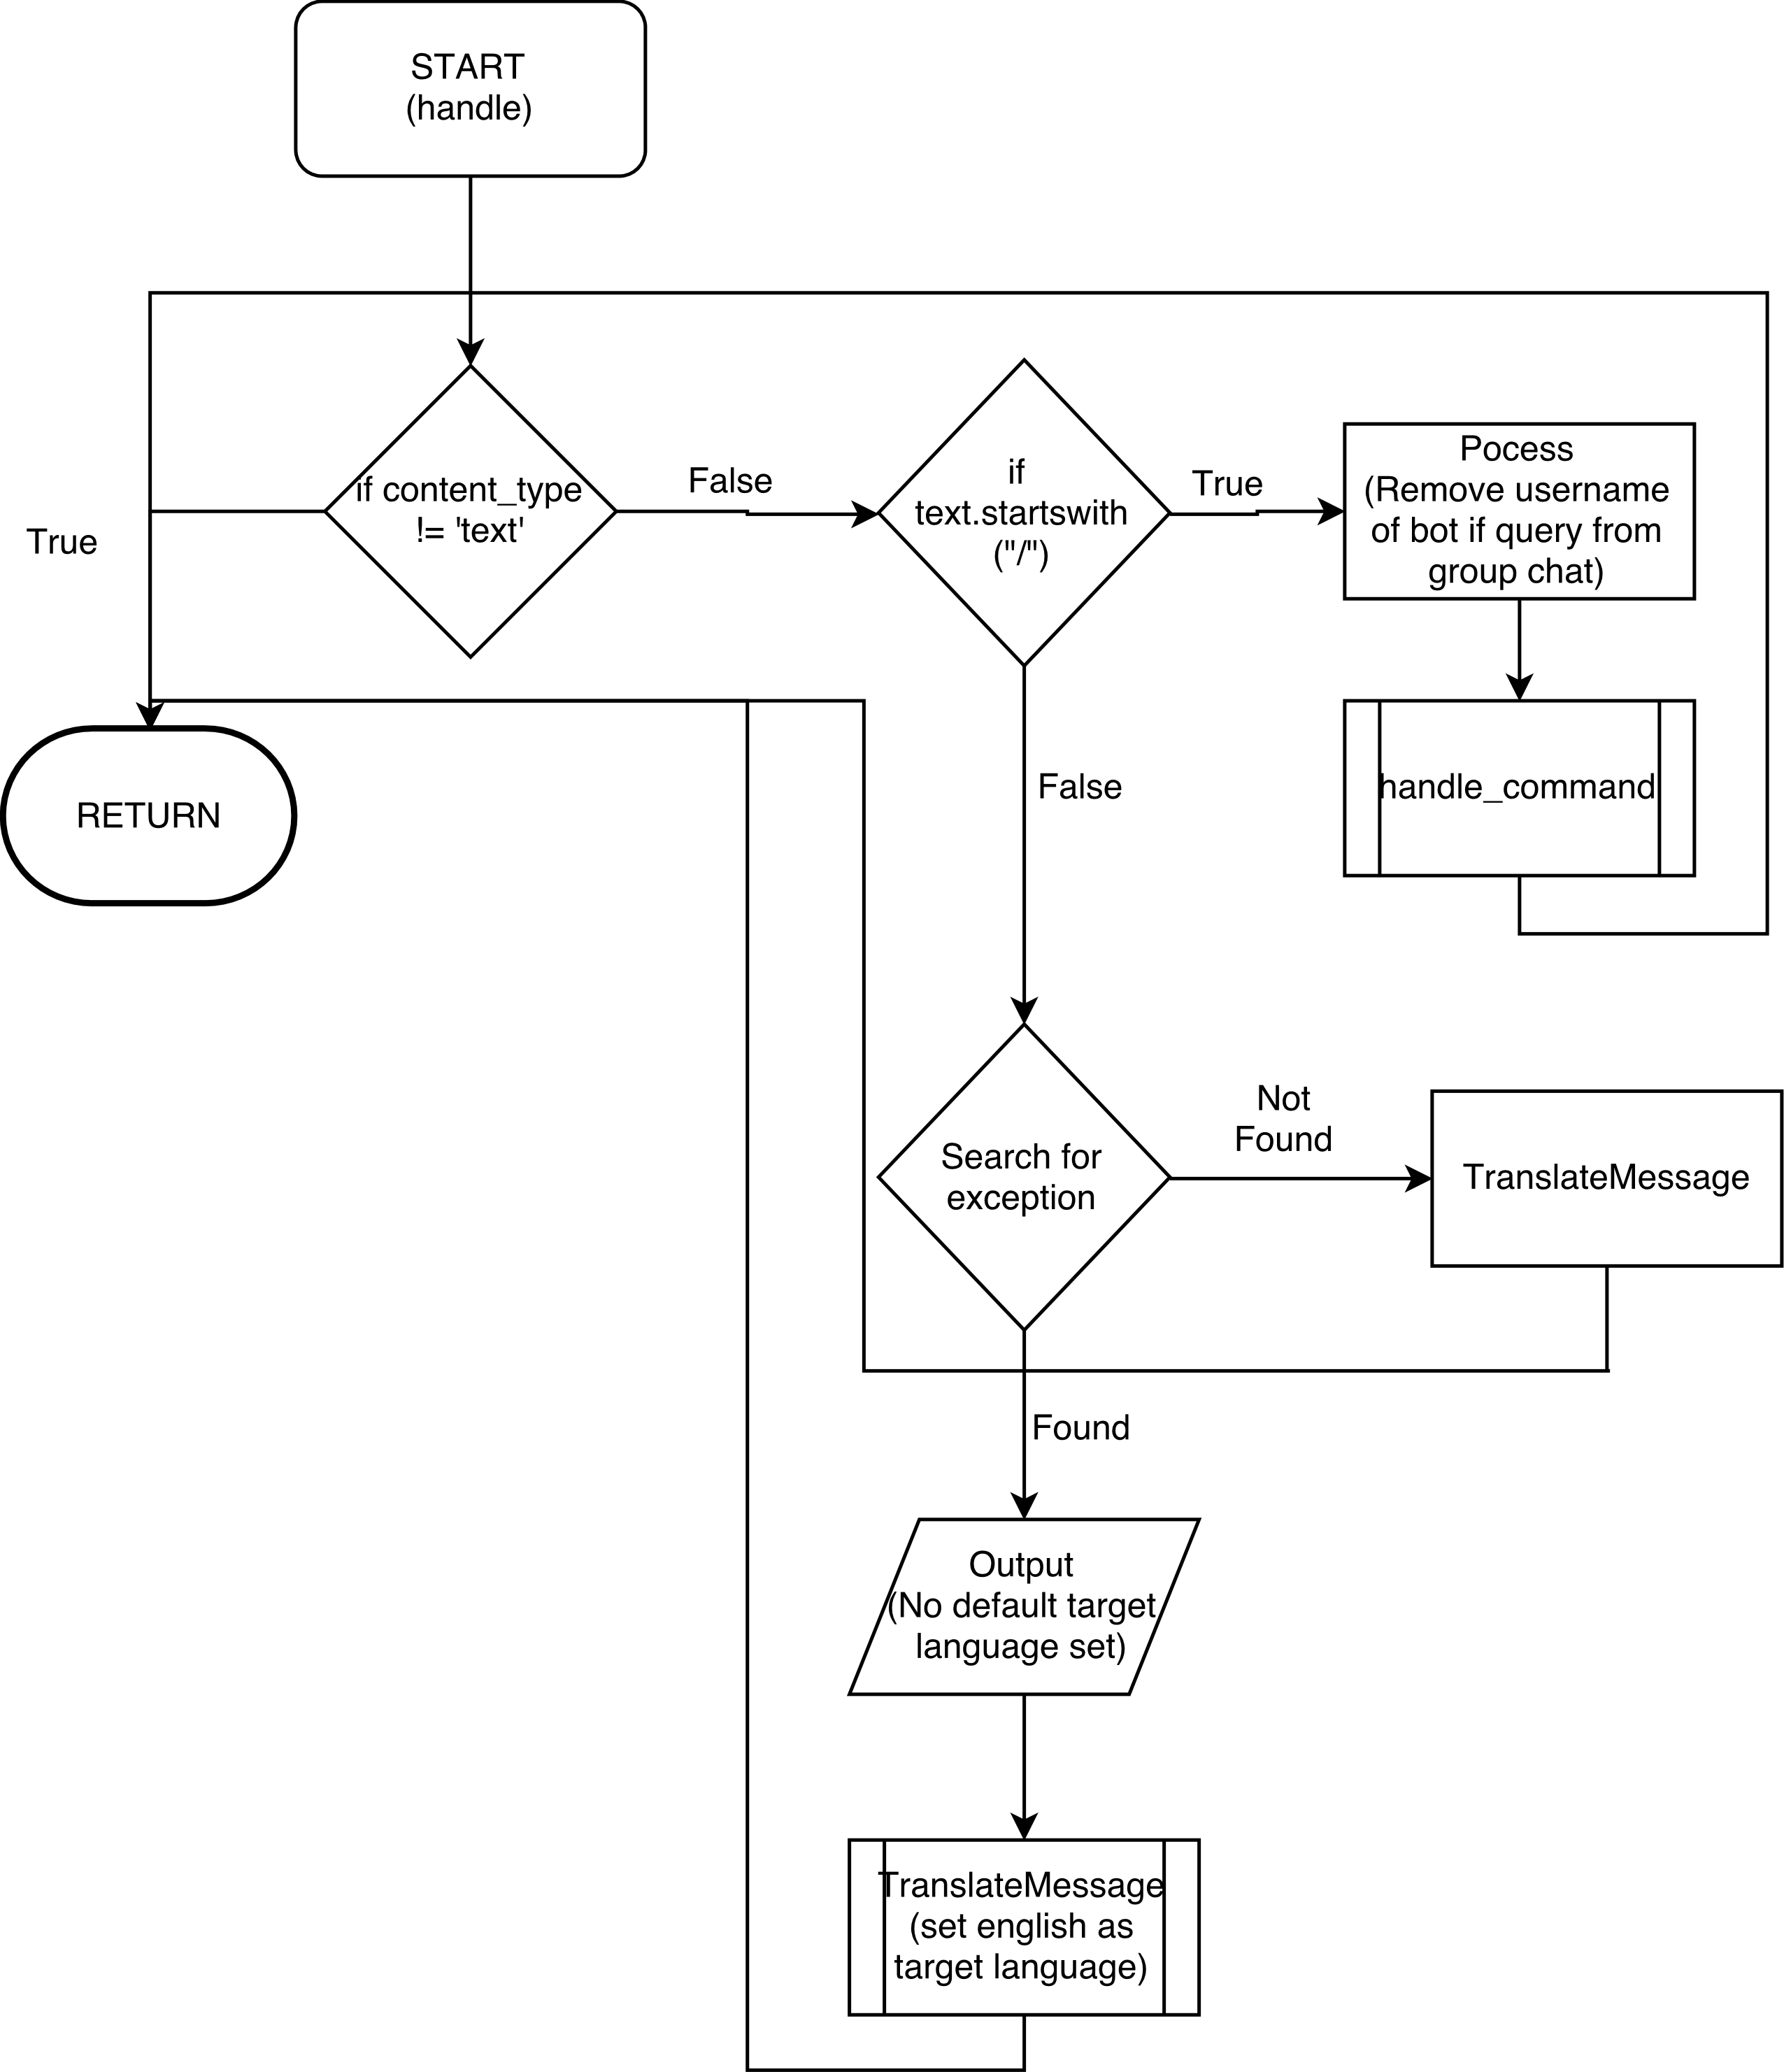 START
(handle)
if content_type
!= 'text'
False
if
text.startswith
("/")
True
Pocess
(Remove username
of bot if query from
group chat)
True
handle_command
RETURN
False
Search for
exception
Not
Found
TranslateMessage
Found
Output
(No default target
language set)
TranslateMessage
(set english as
target language)